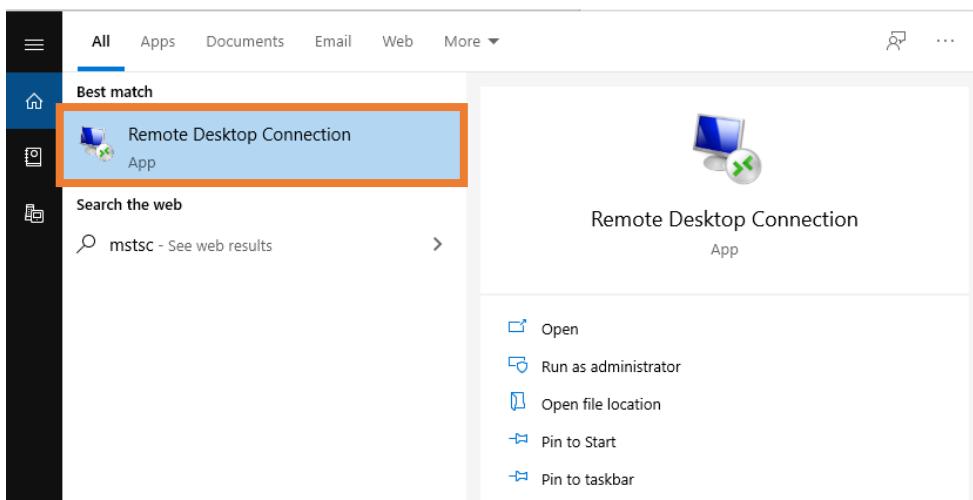 All Apps Documents Email Web More
Best match
Remote Desktop Connection
App
Search the web
mstsc - See web results
Remote Desktop Connection
App
Open
Run as administrator
Open file location
Pin to Start
Pin to taskbar